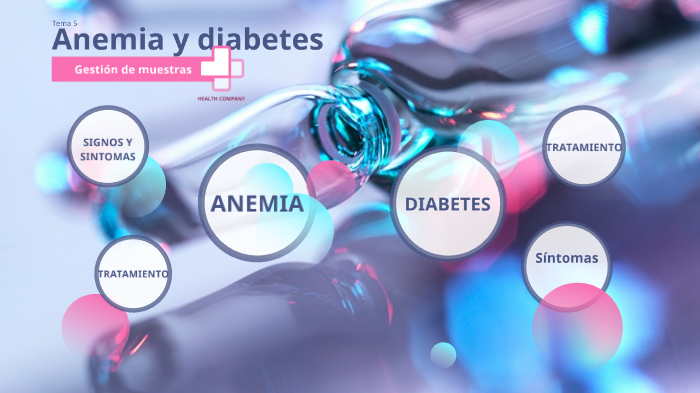 Tema 5
Anemia y diabetes
Gestión de muestras
HEALTH COMPANY
SIGNOS Y
SINTOMAS
ANEMIA
TRATAMIENTO
DIABETES
TRATAMIENTO
Síntomas